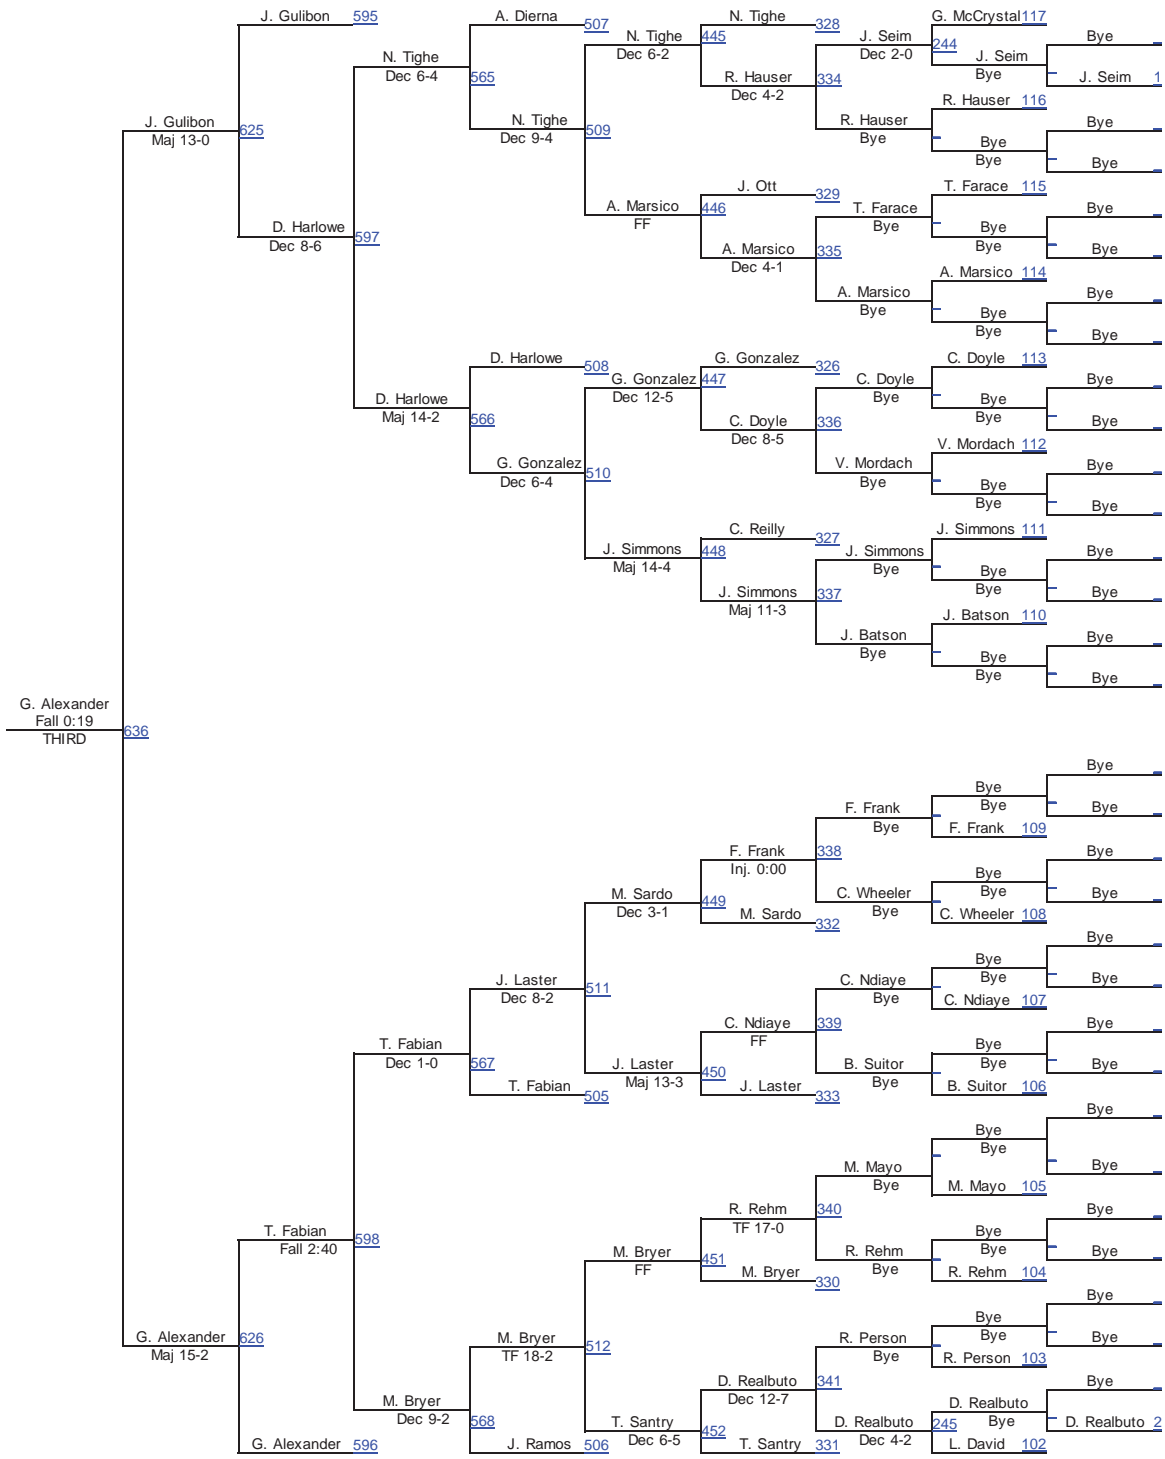 J. Gulibon 595
A. Dierna 507
N. Tighe 328
G. McCrystal 117
Bye
J. Seim
Dec 2-0
244
J. Seim
Bye
J. Seim 1
N. Tighe
Dec 6-2
445
N. Tighe
Dec 6-4
565
R. Hauser
Dec 4-2
334
R. Hauser 116
R. Hauser
Bye
Bye
Bye
Bye
Bye
J. Gulibon
Maj 13-0
625
N. Tighe
Dec 9-4
509
J. Ott 329
T. Farace 115
A. Marsico
FF
446
T. Farace
Bye
Bye
Bye
Bye
Bye
D. Harlowe
Dec 8-6
597
A. Marsico
Dec 4-1
335
A. Marsico 114
A. Marsico
Bye
Bye
Bye
Bye
Bye
D. Harlowe 508
G. Gonzalez 326
C. Doyle 113
G. Gonzalez
Dec 12-5
447
C. Doyle
Bye
Bye
Bye
Bye
Bye
D. Harlowe
Maj 14-2
566
C. Doyle
Dec 8-5
336
V. Mordach 112
G. Gonzalez
Dec 6-4
510
V. Mordach
Bye
Bye
Bye
Bye
Bye
C. Reilly 327
J. Simmons 111
J. Simmons
Maj 14-4
448
J. Simmons
Bye
Bye
Bye
Bye
Bye
J. Simmons
Maj 11-3
337
J. Batson 110
J. Batson
Bye
Bye
Bye
Bye
Bye
G. Alexander
Fall 0:19
THIRD
636
Bye
Bye
Bye
Bye
F. Frank
Bye
F. Frank 109
F. Frank
Inj. 0:00
338
Bye
Bye
Bye
Bye
M. Sardo
Dec 3-1
449
C. Wheeler
Bye
C. Wheeler 108
M. Sardo 332
Bye
Bye
Bye
Bye
J. Laster
Dec 8-2
511
C. Ndiaye
Bye
C. Ndiaye 107
C. Ndiaye
FF
339
Bye
Bye
Bye
Bye
T. Fabian
Dec 1-0
567
J. Laster
Maj 13-3
450
B. Suitor
Bye
B. Suitor 106
T. Fabian 505
J. Laster 333
Bye
Bye
Bye
Bye
M. Mayo
Bye
M. Mayo 105
R. Rehm
TF 17-0
340
Bye
Bye
Bye
Bye
T. Fabian
Fall 2:40
598
M. Bryer
FF
451
R. Rehm
Bye
R. Rehm 104
M. Bryer 330
Bye
Bye
Bye
Bye
G. Alexander
Maj 15-2
626
M. Bryer
TF 18-2
512
R. Person
Bye
R. Person 103
D. Realbuto
Dec 12-7
341
Bye
M. Bryer
Dec 9-2
568
D. Realbuto
Bye
D. Realbuto 2
T. Santry
Dec 6-5
452
D. Realbuto
Dec 4-2
245
G. Alexander 596
J. Ramos 506
T. Santry 331
L. David 102